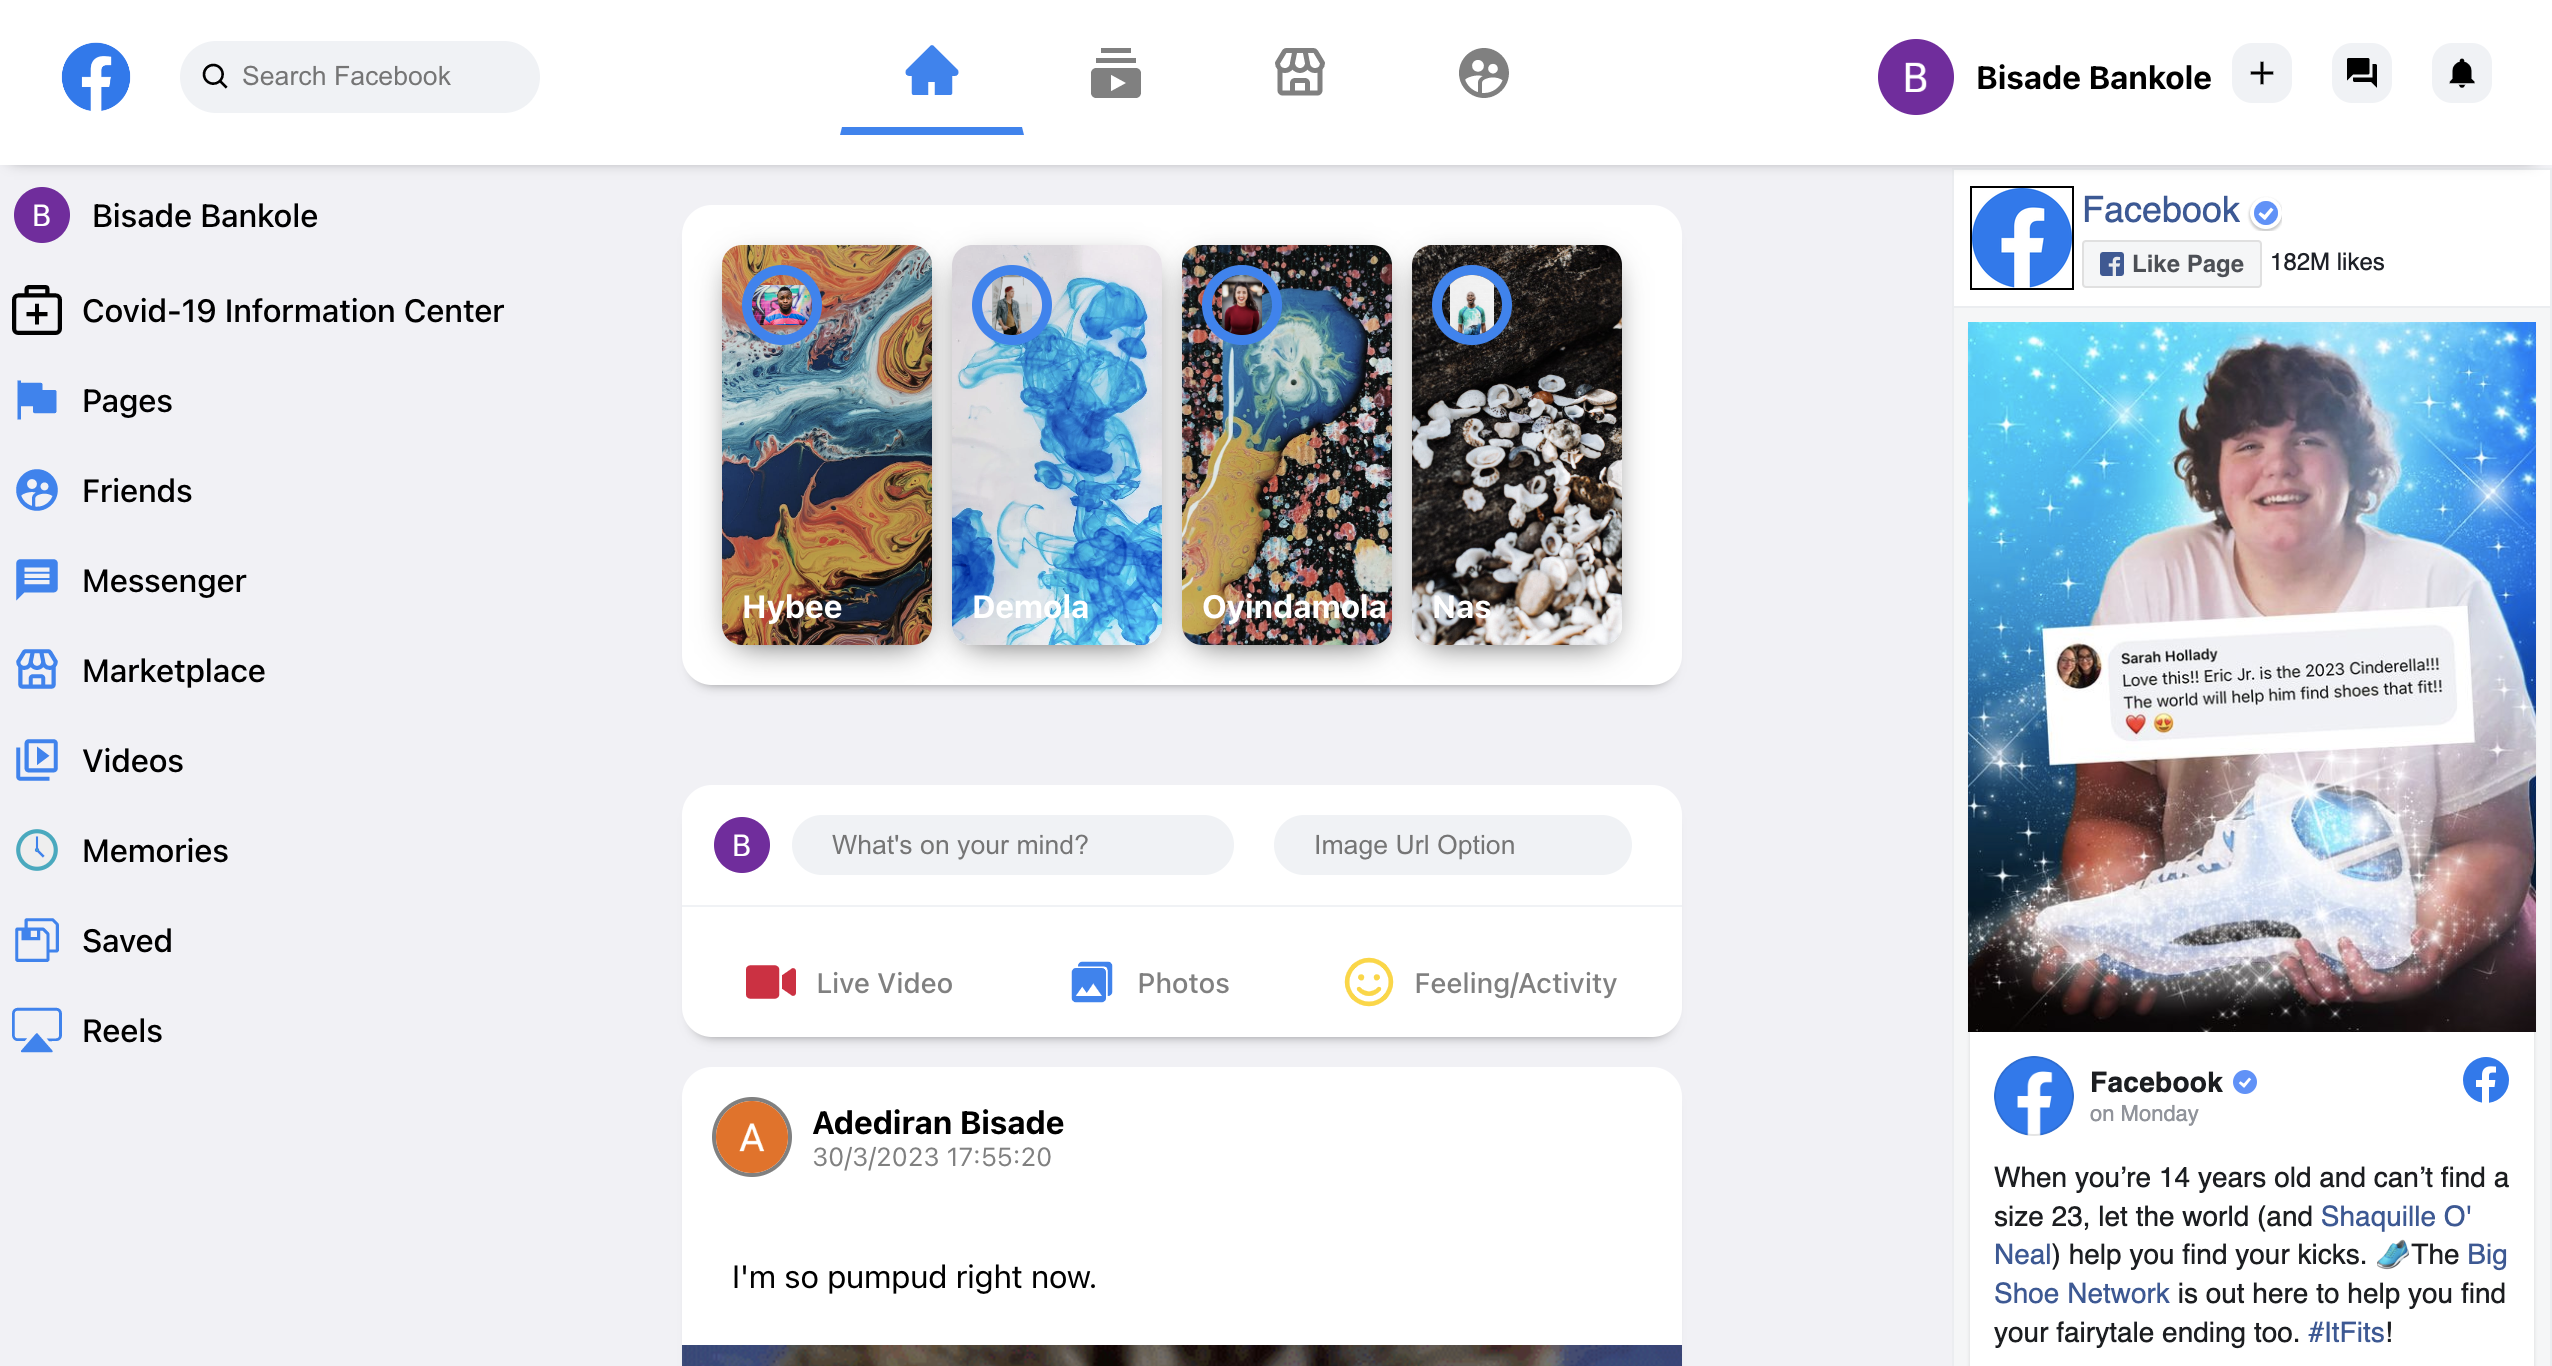 Search Facebook
B
Bisade Bankole
B
Bisade Bankole
Covid-19 Information Center
Pages
Friends
Messenger
Marketplace
Videos
Memories
Saved
Reels
Hybee
Demola
Oyindamola
Nas
B
What's on your mind?
Image Url Option
Live Video
Photos
Feeling/Activity
A
Adediran Bisade
30/3/2023 17:55:20
I'm so pumpud right now.
Facebook
Like Page
182M likes
Sarah Hollady
Love this!! Eric Jr. is the 2023 Cinderella!!!
The world will help him find shoes that fit!!
❤️ 😍
Facebook
on Monday
When you’re 14 years old and can’t find a
size 23, let the world (and Shaquille O'
Neal) help you find your kicks. 👟The Big
Shoe Network is out here to help you find
your fairytale ending too. #ItFits!